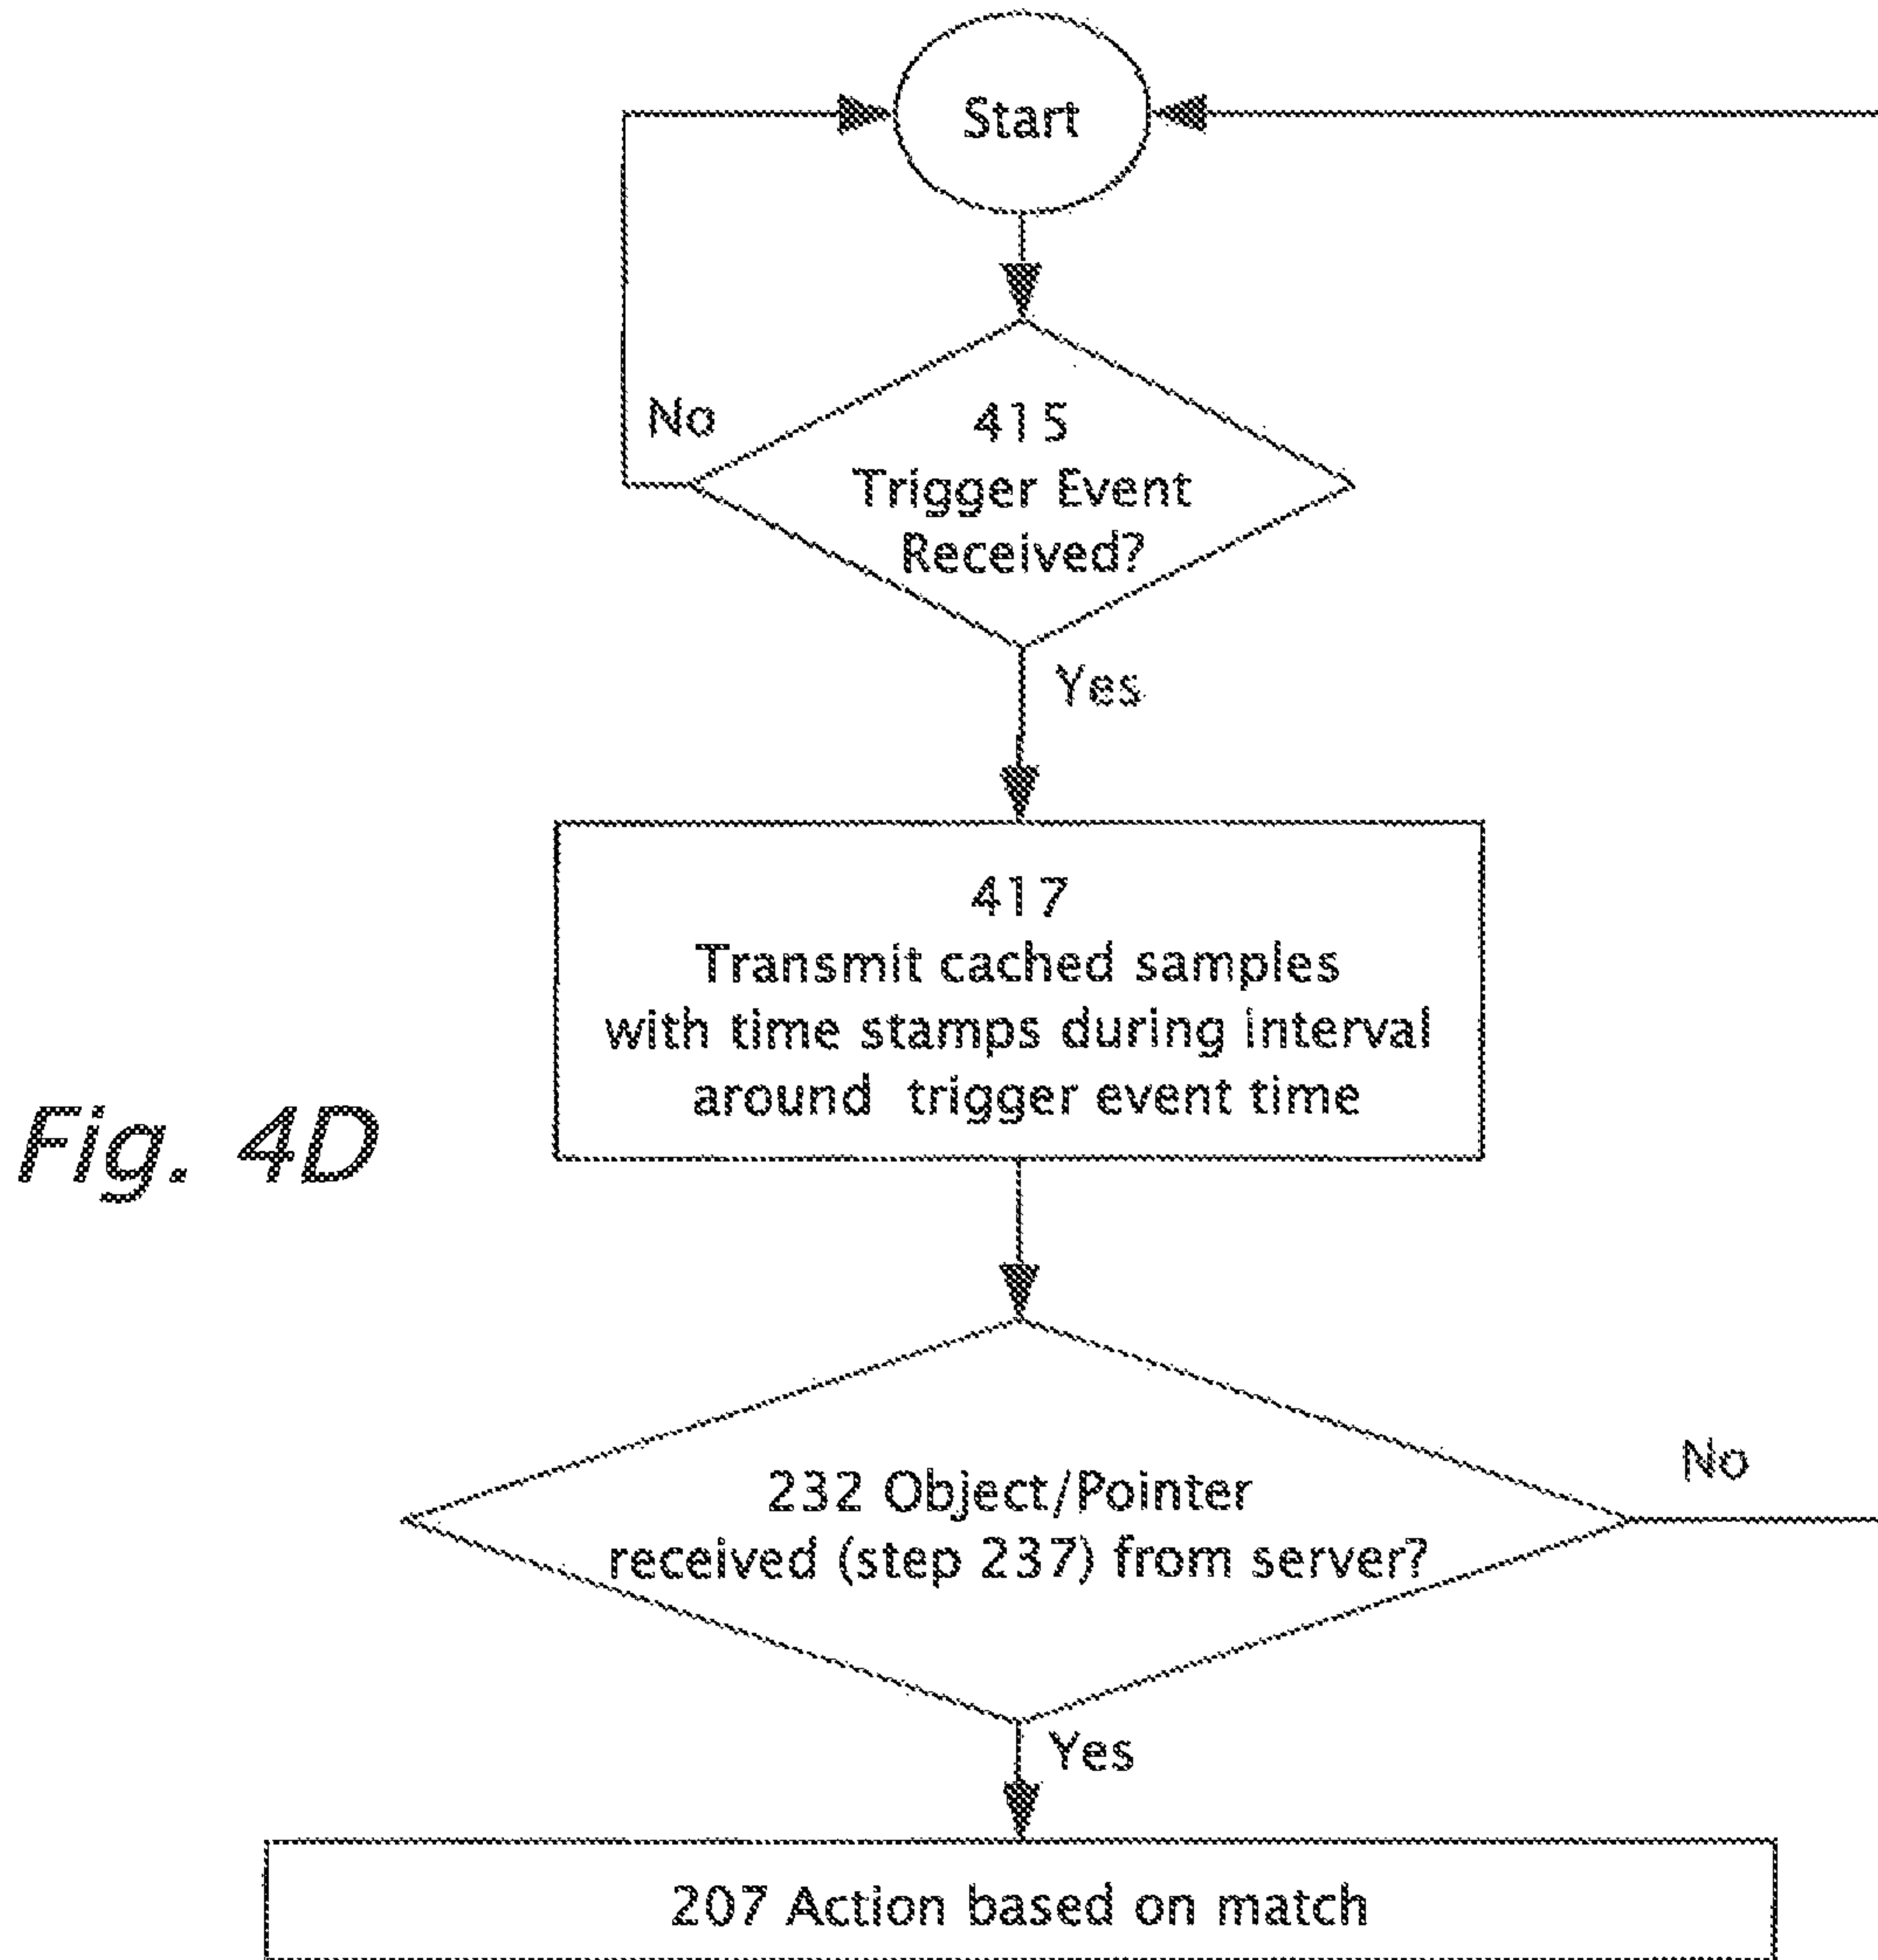 Start
No
415
Trigger Event
Received?
Yes
417
Transmit cached samples
with time stamps during interval
around trigger event time
Fig. 4D
No
232 Object/Pointer
received (step 237) from server?
Yes
207 Action based on match